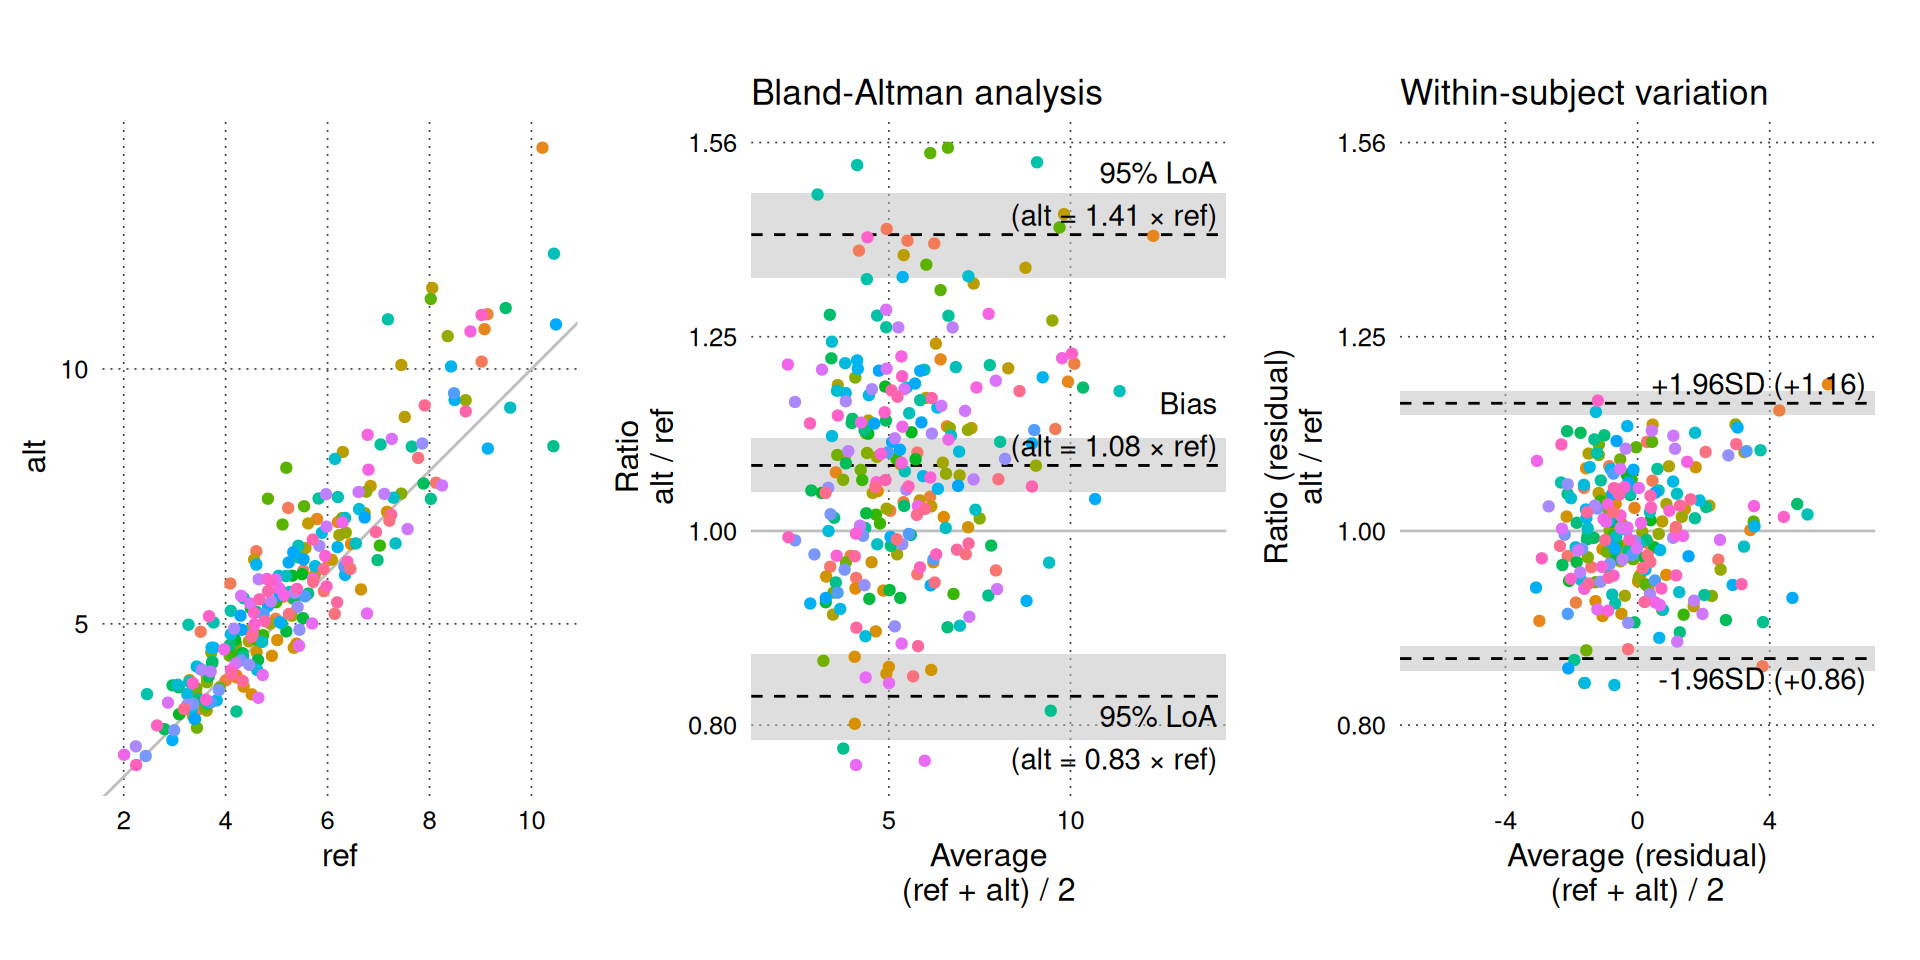 alt
10
5
2 4 6 8 10
ref
Bland-Altman analysis
Ratio
alt / ref
1.56
1.25
1.00
0.80
95% LoA
(alt = 1.41 × ref)
Bias
(alt = 1.08 × ref)
95% LoA
(alt = 0.83 × ref)
5 10
Average
(ref + alt) / 2
Within-subject variation
Ratio (residual)
alt / ref
1.56
1.25
1.00
0.80
+1.96SD (+1.16)
-1.96SD (+0.86)
-4 0 4
Average (residual)
(ref + alt) / 2